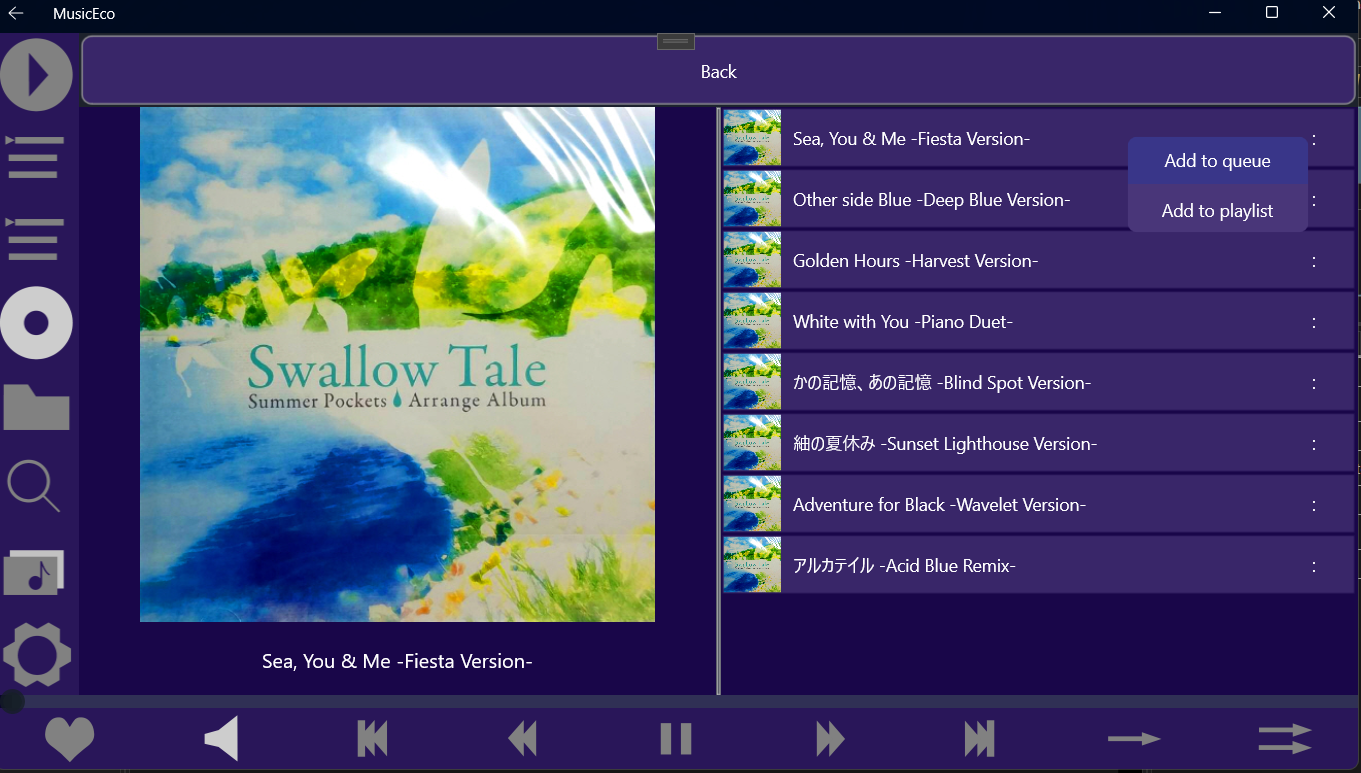 MusicEco
Back
Swallow Tale
Summer Pockets Arrange Album
Sea, You & Me -Fiesta Version-
Sea, You & Me -Fiesta Version-
:
Add to queue
Other side Blue -Deep Blue Version-
:
Add to playlist
Golden Hours -Harvest Version-
:
White with You -Piano Duet-
:
かの記憶、あの記憶 -Blind Spot Version-
:
紬の夏休み -Sunset Lighthouse Version-
:
Adventure for Black -Wavelet Version-
:
アルカテイル -Acid Blue Remix-
: